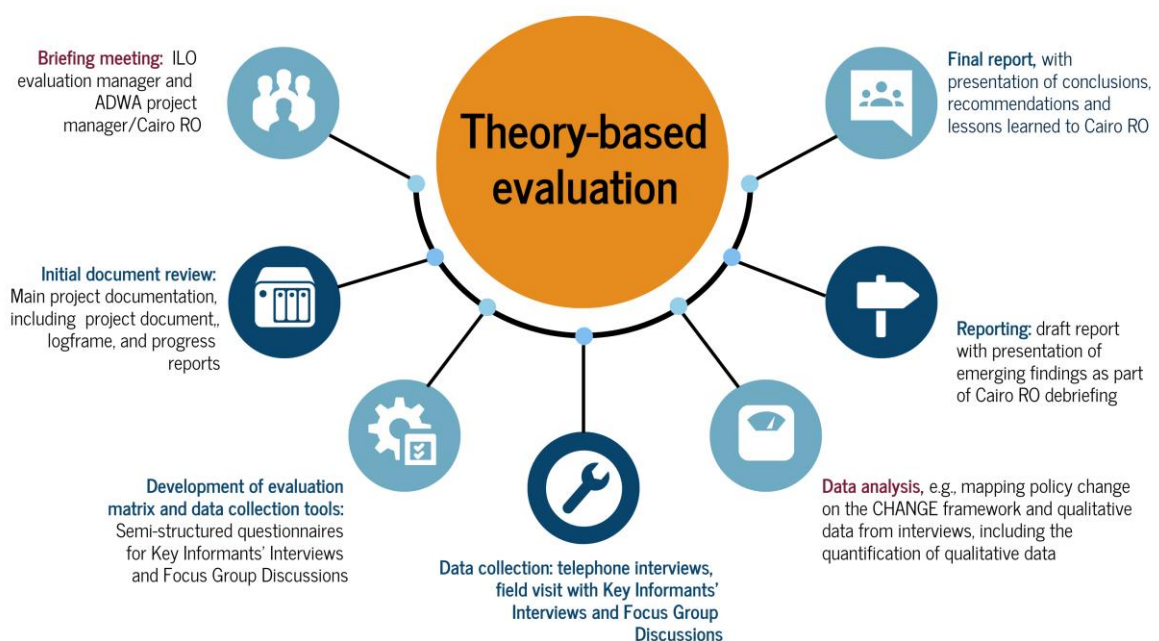 Theory-based
evaluation
Briefing meeting: ILO
evaluation manager and
ADWA project
manager/Cairo RO
Initial document review:
Main project documentation,
including project document,,
logframe, and progress
reports
Development of evaluation
matrix and data collection tools:
Semi-structured questionnaires
for Key Informants' Interviews
and Focus Group Discussions
Data collection: telephone interviews,
field visit with Key Informants'
Interviews and Focus Group
Discussions
Data analysis, e.g., mapping policy change
on the CHANGE framework and qualitative
data from interviews, including the
quantification of qualitative data
Reporting: draft report
with presentation of
emerging findings as part
of Cairo RO debriefing
Final report, with
presentation of conclusions,
recommendations and
lessons learned to Cairo RO